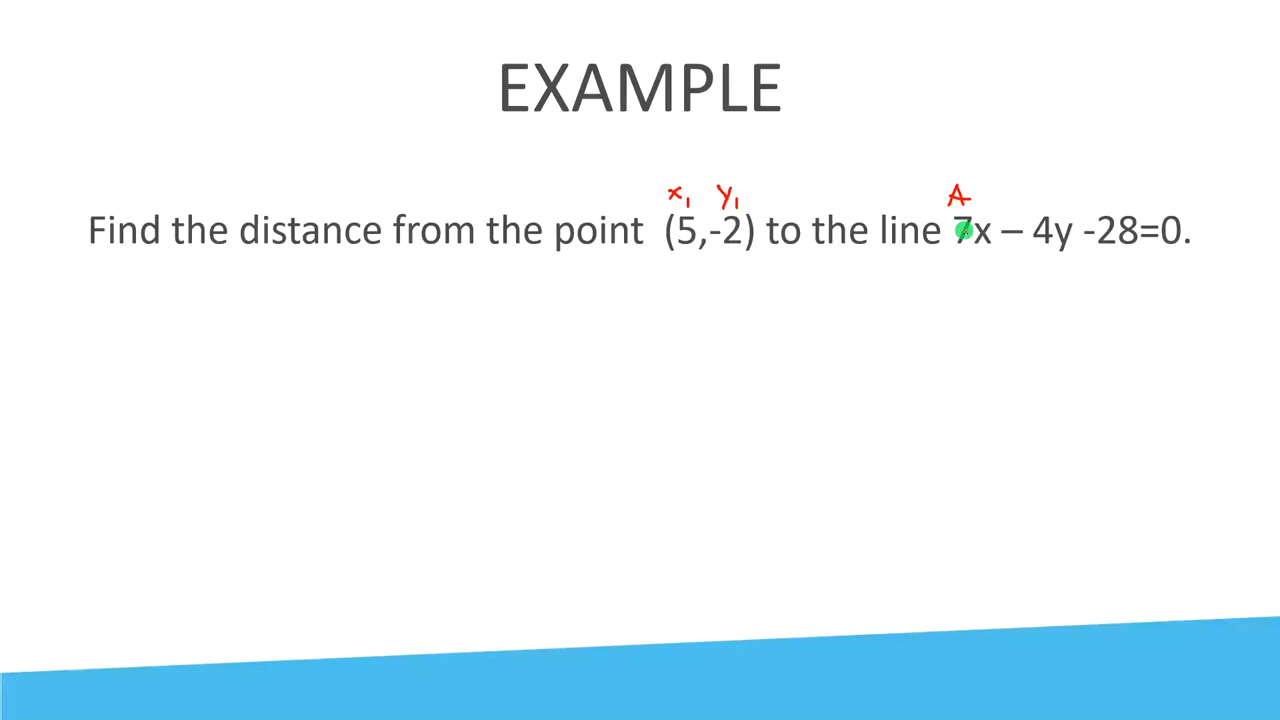 EXAMPLE
x₁ y₁ A
Find the distance from the point (5,-2) to the line 7x – 4y -28=0.